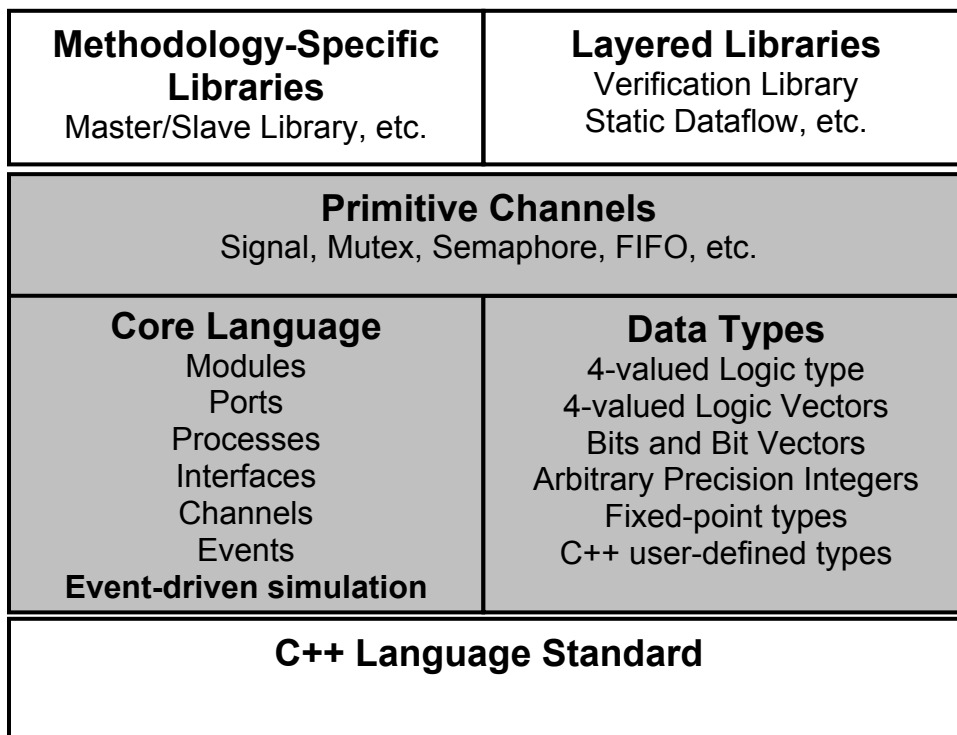 Methodology-Specific
Libraries
Master/Slave Library, etc.
Layered Libraries
Verification Library
Static Dataflow, etc.
Primitive Channels
Signal, Mutex, Semaphore, FIFO, etc.
Core Language
Modules
Ports
Processes
Interfaces
Channels
Events
Event-driven simulation
Data Types
4-valued Logic type
4-valued Logic Vectors
Bits and Bit Vectors
Arbitrary Precision Integers
Fixed-point types
C++ user-defined types
C++ Language Standard